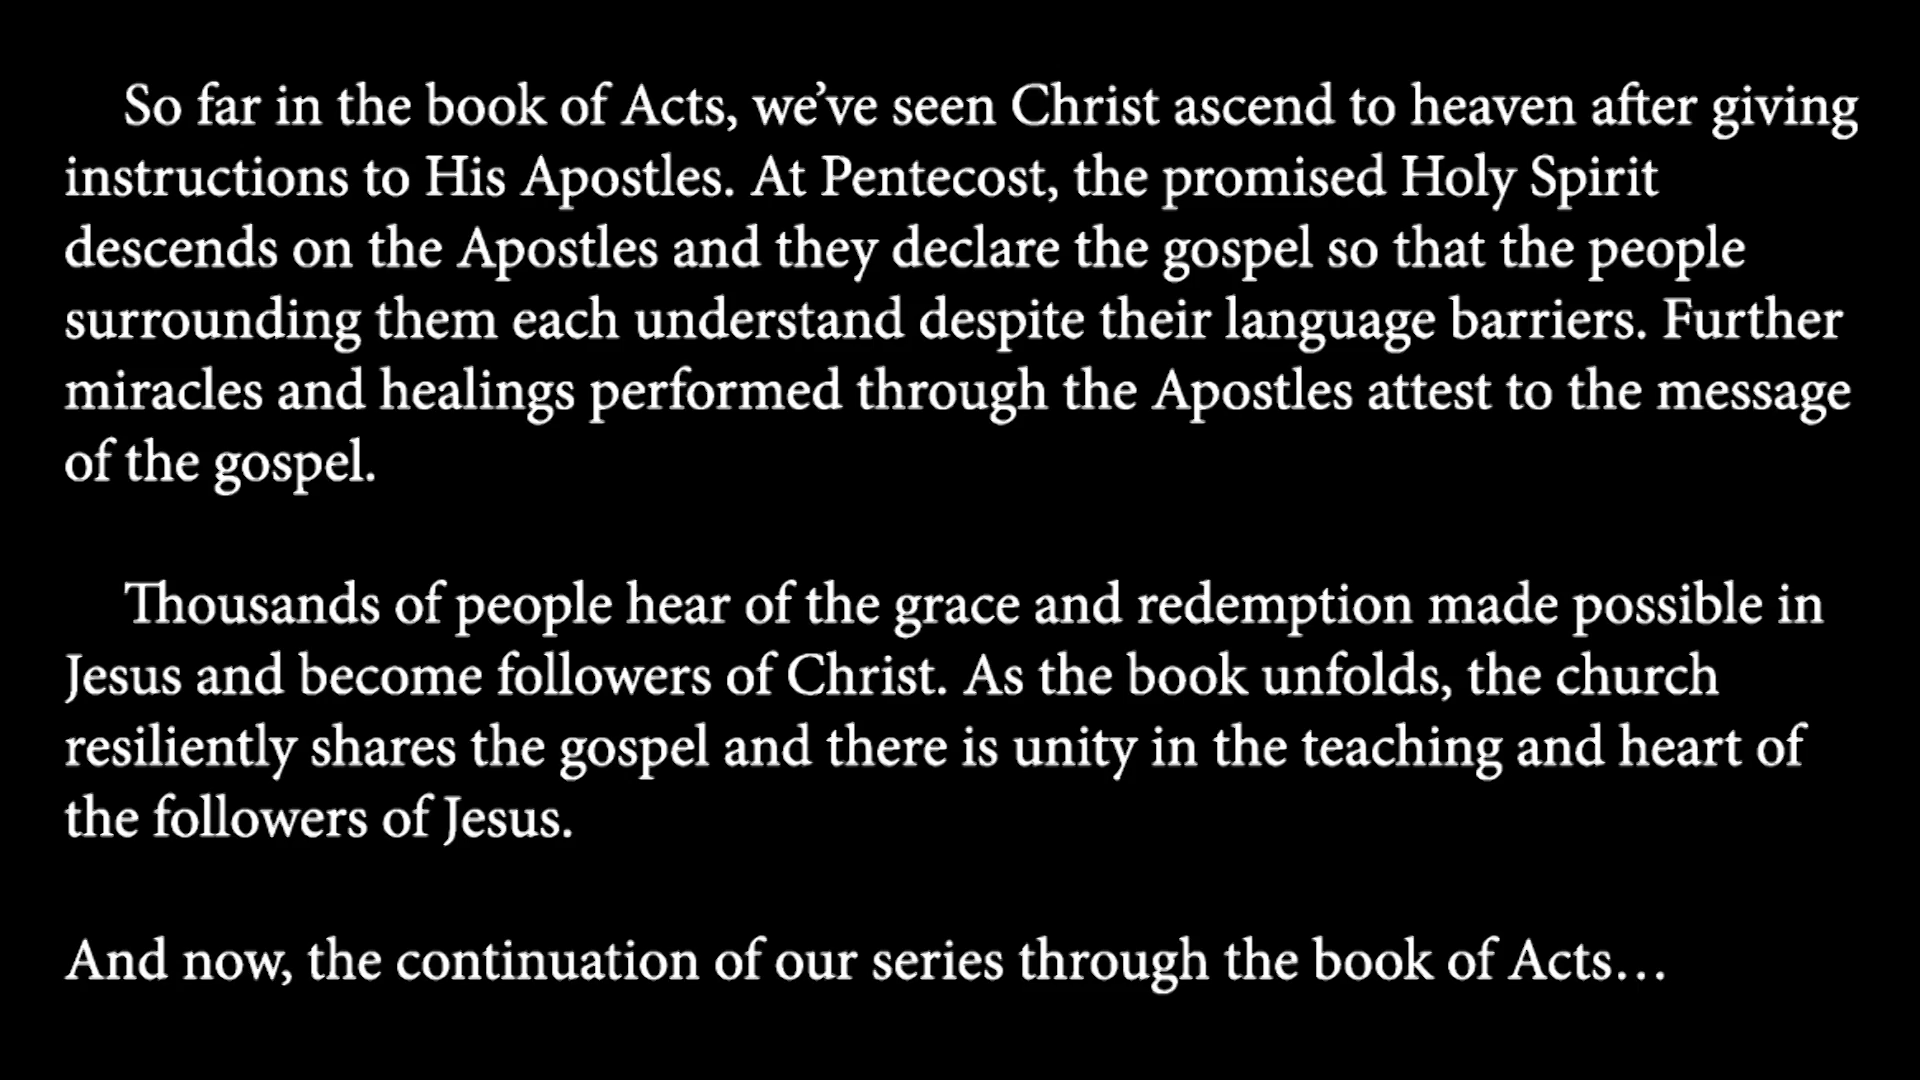 So far in the book of Acts, we’ve seen Christ ascend to heaven after giving
instructions to His Apostles. At Pentecost, the promised Holy Spirit
descends on the Apostles and they declare the gospel so that the people
surrounding them each understand despite their language barriers. Further
miracles and healings performed through the Apostles attest to the message
of the gospel.
Thousands of people hear of the grace and redemption made possible in
Jesus and become followers of Christ. As the book unfolds, the church
resiliently shares the gospel and there is unity in the teaching and heart of
the followers of Jesus.
And now, the continuation of our series through the book of Acts…